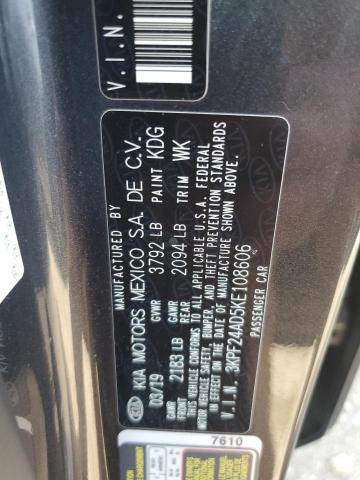 V.I.N.
MANUFACTURED BY
KIA KIA MOTORS MEXICO S.A. DE C.V.
03/19 GVWR 3792 LB PAINT KDG
GAWR FRONT 2183 LB GAWR REAR 2094 LB TRIM WK
THIS VEHICLE CONFORMS TO ALL APPLICABLE U.S.A. FEDERAL
MOTOR VEHICLE SAFETY, BUMPER, AND THEFT PREVENTION STANDARDS
IN EFFECT ON THE DATE OF MANUFACTURE SHOWN ABOVE.
V.I.N. 3KPF24AD5KE108606
PASSENGER CAR
7610